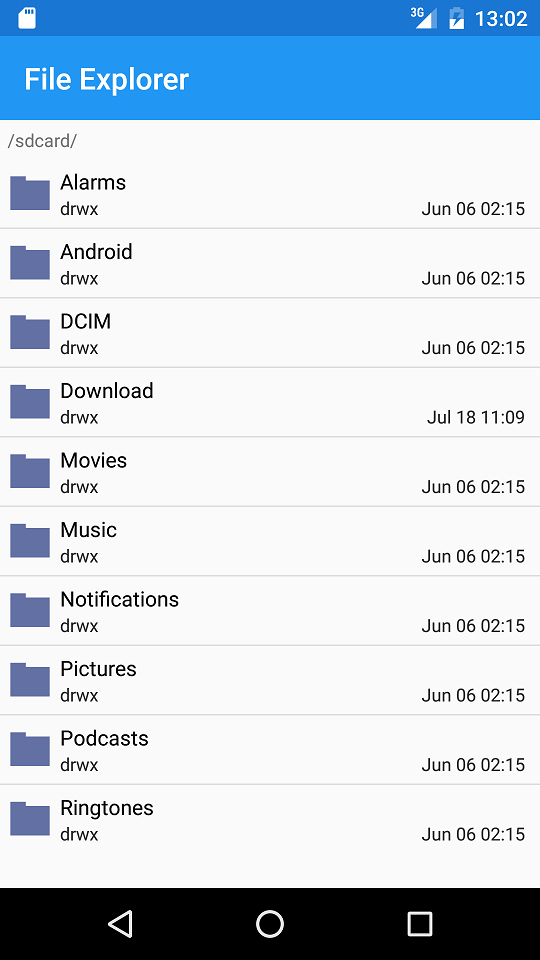 3G 13:02
File Explorer
/sdcard/
Alarms
drwx Jun 06 02:15
Android
drwx Jun 06 02:15
DCIM
drwx Jun 06 02:15
Download
drwx Jul 18 11:09
Movies
drwx Jun 06 02:15
Music
drwx Jun 06 02:15
Notifications
drwx Jun 06 02:15
Pictures
drwx Jun 06 02:15
Podcasts
drwx Jun 06 02:15
Ringtones
drwx Jun 06 02:15